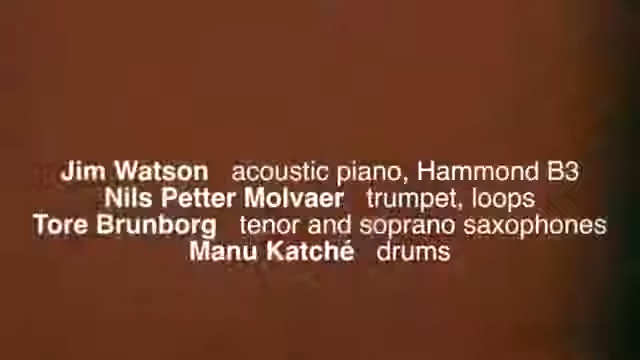 Jim Watson acoustic piano, Hammond B3
Nils Petter Molvaer trumpet, loops
Tore Brunborg tenor and soprano saxophones
Manu Katché drums